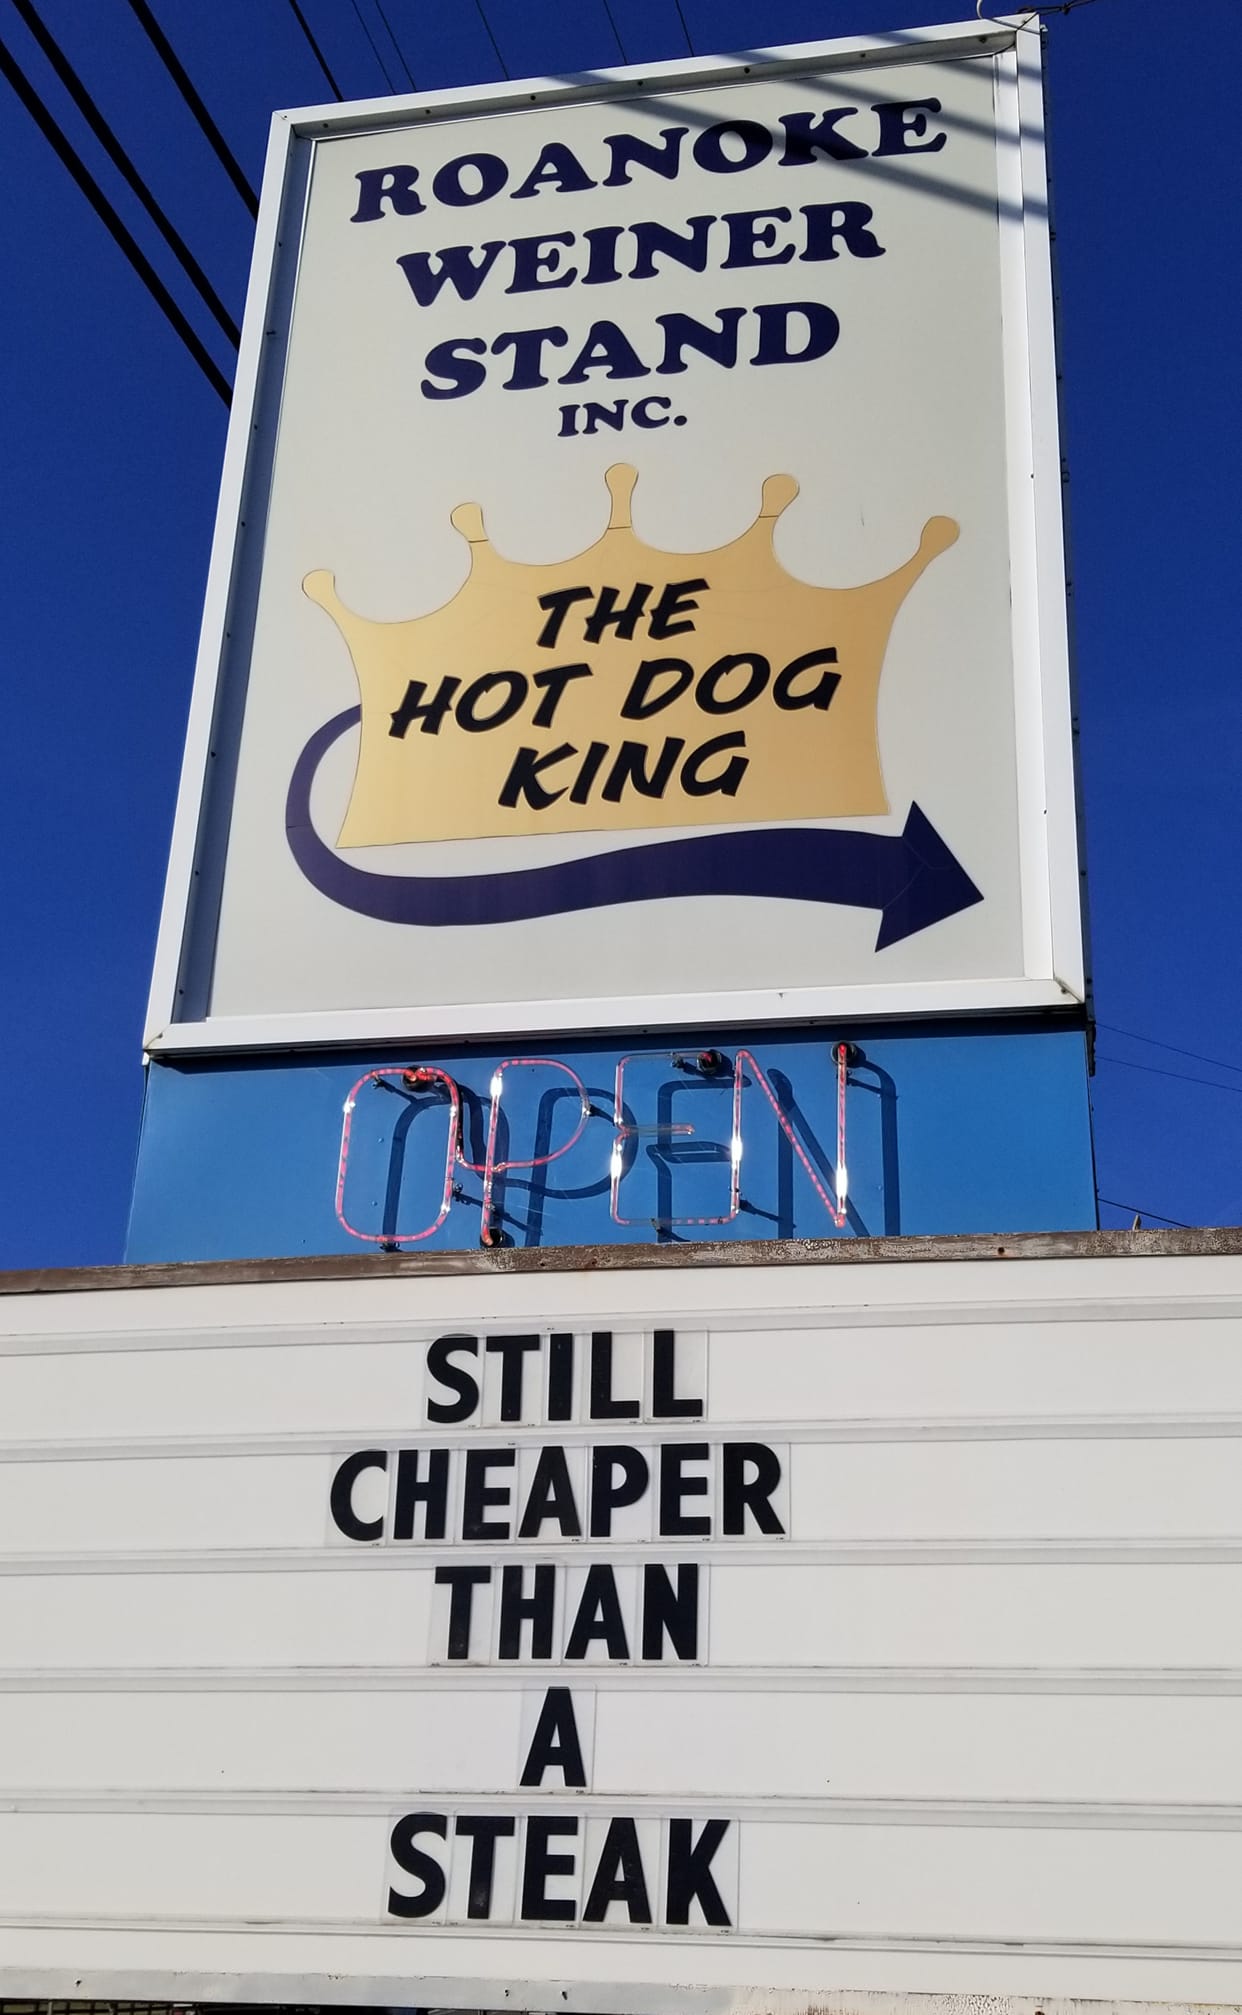 ROANOKE
WEINER
STAND
INC.
THE
HOT DOG
KING
OPEN
STILL
CHEAPER
THAN
A
STEAK